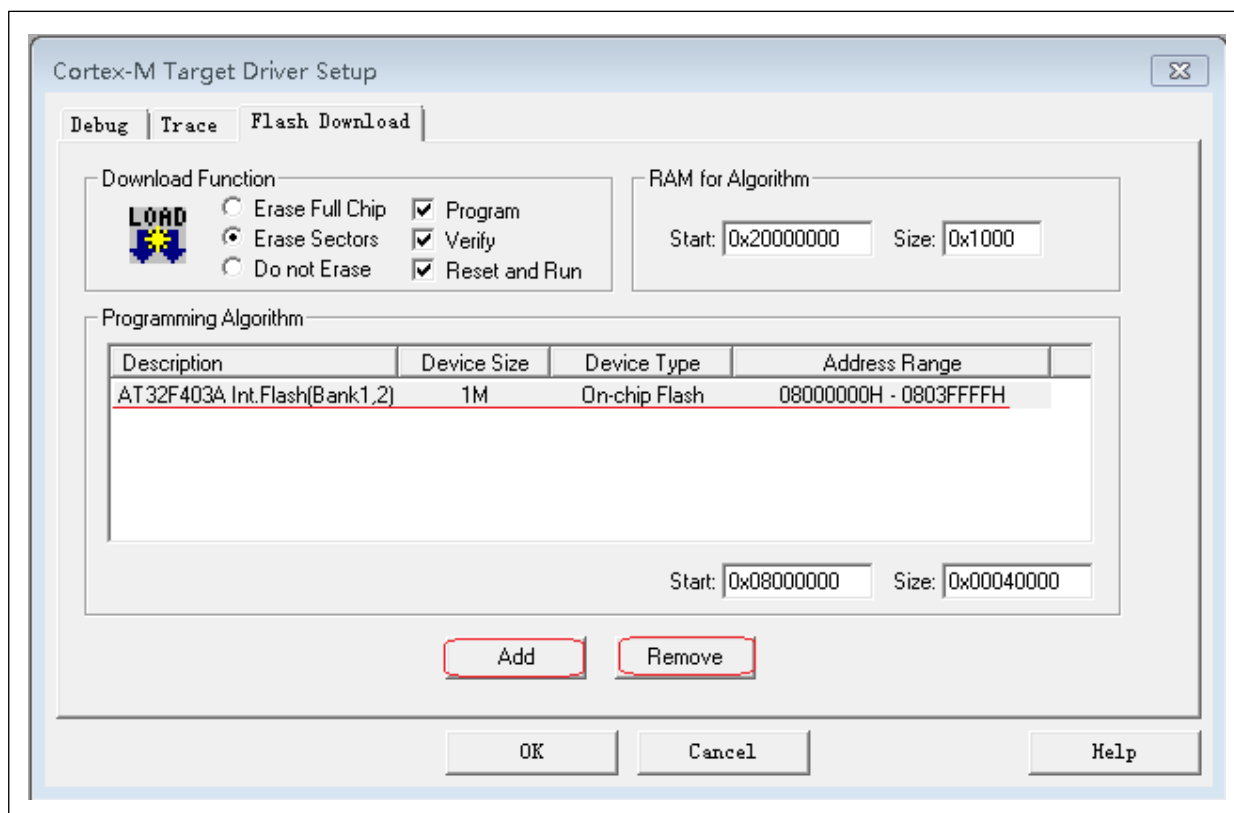 Cortex-M Target Driver Setup
Debug Trace Flash Download
Download Function
LOAD
Erase Full Chip Program
Erase Sectors Verify
Do not Erase Reset and Run
RAM for Algorithm
Start: 0x20000000 Size: 0x1000
Programming Algorithm
Description Device Size Device Type Address Range
AT32F403A Int.Flash(Bank1,2) 1M On-chip Flash 08000000H - 0803FFFFH
Start: 0x08000000 Size: 0x00040000
Add Remove
OK Cancel Help